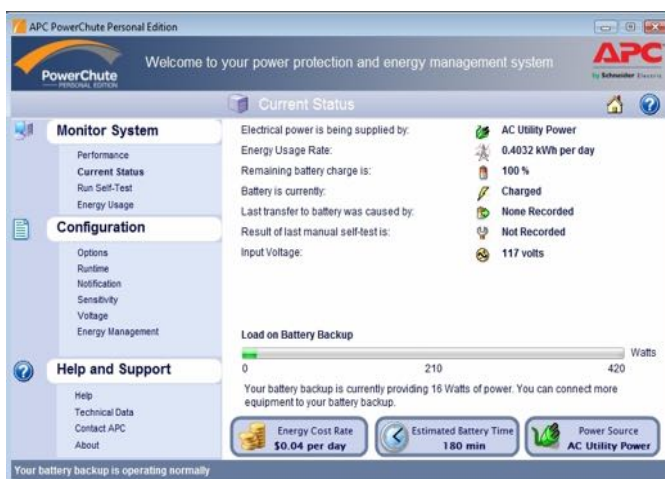 APC PowerChute Personal Edition
PowerChute
PERSONAL EDITION
Welcome to your power protection and energy management system
APC
by Schneider Electric
Current Status
Monitor System
Performance
Current Status
Run Self-Test
Energy Usage
Configuration
Options
Runtime
Notification
Sensitivity
Voltage
Energy Management
Help and Support
Help
Technical Data
Contact APC
About
Electrical power is being supplied by: AC Utility Power
Energy Usage Rate: 0.4032 kWh per day
Remaining battery charge is: 100 %
Battery is currently: Charged
Last transfer to battery was caused by: None Recorded
Result of last manual self-test is: Not Recorded
Input Voltage: 117 volts
Load on Battery Backup
Watts
0 210 420
Your battery backup is currently providing 16 Watts of power. You can connect more
equipment to your battery backup.
Energy Cost Rate
$0.04 per day
Estimated Battery Time
180 min
Power Source
AC Utility Power
Your battery backup is operating normally